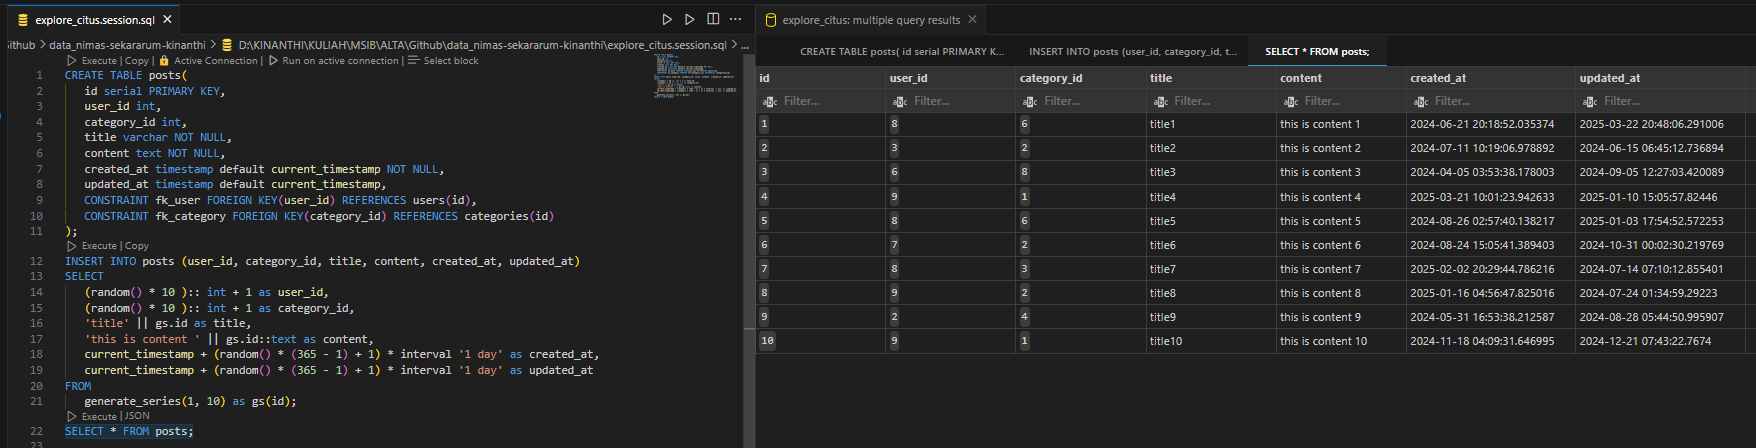 explore_citus.session.sql
Github > data_nimas-sekararum-kinanthi > D:\KINANTHI\KULIAH\MSIB\ALTA\Github\data_nimas-sekararum-kinanthi\explore_citus.session.sql > ...
Execute | Copy | Active Connection | Run on active connection | Select block
1 CREATE TABLE posts(
2 id serial PRIMARY KEY,
3 user_id int,
4 category_id int,
5 title varchar NOT NULL,
6 content text NOT NULL,
7 created_at timestamp default current_timestamp NOT NULL,
8 updated_at timestamp default current_timestamp,
9 CONSTRAINT fk_user FOREIGN KEY(user_id) REFERENCES users(id),
10 CONSTRAINT fk_category FOREIGN KEY(category_id) REFERENCES categories(id)
11 );
Execute | Copy
12 INSERT INTO posts (user_id, category_id, title, content, created_at, updated_at)
13 SELECT
14 (random() * 10 ):: int + 1 as user_id,
15 (random() * 10 ):: int + 1 as category_id,
16 'title' || gs.id as title,
17 'this is content ' || gs.id::text as content,
18 current_timestamp + (random() * (365 - 1) + 1) * interval '1 day' as created_at,
19 current_timestamp + (random() * (365 - 1) + 1) * interval '1 day' as updated_at
20 FROM
21 generate_series(1, 10) as gs(id);
Execute | JSON
22 SELECT * FROM posts;
23
explore_citus: multiple query results
CREATE TABLE posts( id serial PRIMARY K... INSERT INTO posts (user_id, category_id, t... SELECT * FROM posts;
id user_id category_id title content created_at updated_at
abc Filter... abc Filter... abc Filter... abc Filter... abc Filter... abc Filter... abc Filter...
1 8 6 title1 this is content 1 2024-06-21 20:18:52.035374 2025-03-22 20:48:06.291006
2 3 2 title2 this is content 2 2024-07-11 10:19:06.978892 2024-06-15 06:45:12.736894
3 6 8 title3 this is content 3 2024-04-05 03:53:38.178003 2024-09-05 12:27:03.420089
4 9 1 title4 this is content 4 2025-03-21 10:01:23.942633 2025-01-10 15:05:57.82446
5 8 6 title5 this is content 5 2024-08-26 02:57:40.138217 2025-01-03 17:54:52.572253
6 7 2 title6 this is content 6 2024-08-24 15:05:41.389403 2024-10-31 00:02:30.219769
7 8 3 title7 this is content 7 2025-02-02 20:29:44.786216 2024-07-14 07:10:12.855401
8 9 2 title8 this is content 8 2025-01-16 04:56:47.825016 2024-07-24 01:34:59.29223
9 2 4 title9 this is content 9 2024-05-31 16:53:38.212587 2024-08-28 05:44:50.995907
10 9 1 title10 this is content 10 2024-11-18 04:09:31.646995 2024-12-21 07:43:22.7674